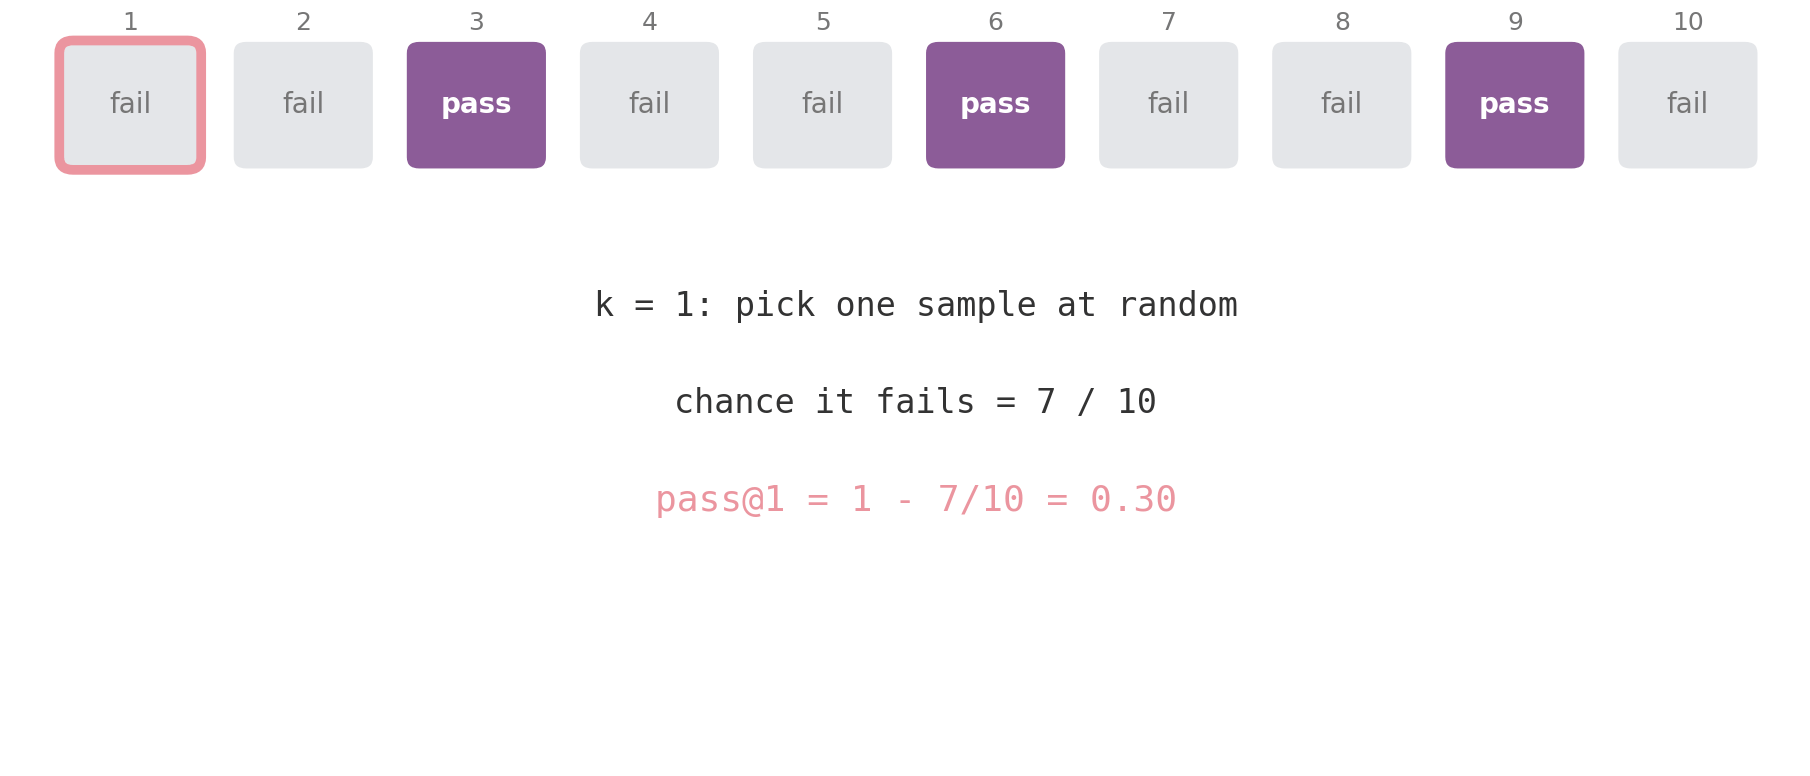 1 2 3 4 5 6 7 8 9 10
fail fail pass fail fail pass fail fail pass fail
k = 1: pick one sample at random
chance it fails = 7 / 10
pass@1 = 1 - 7/10 = 0.30